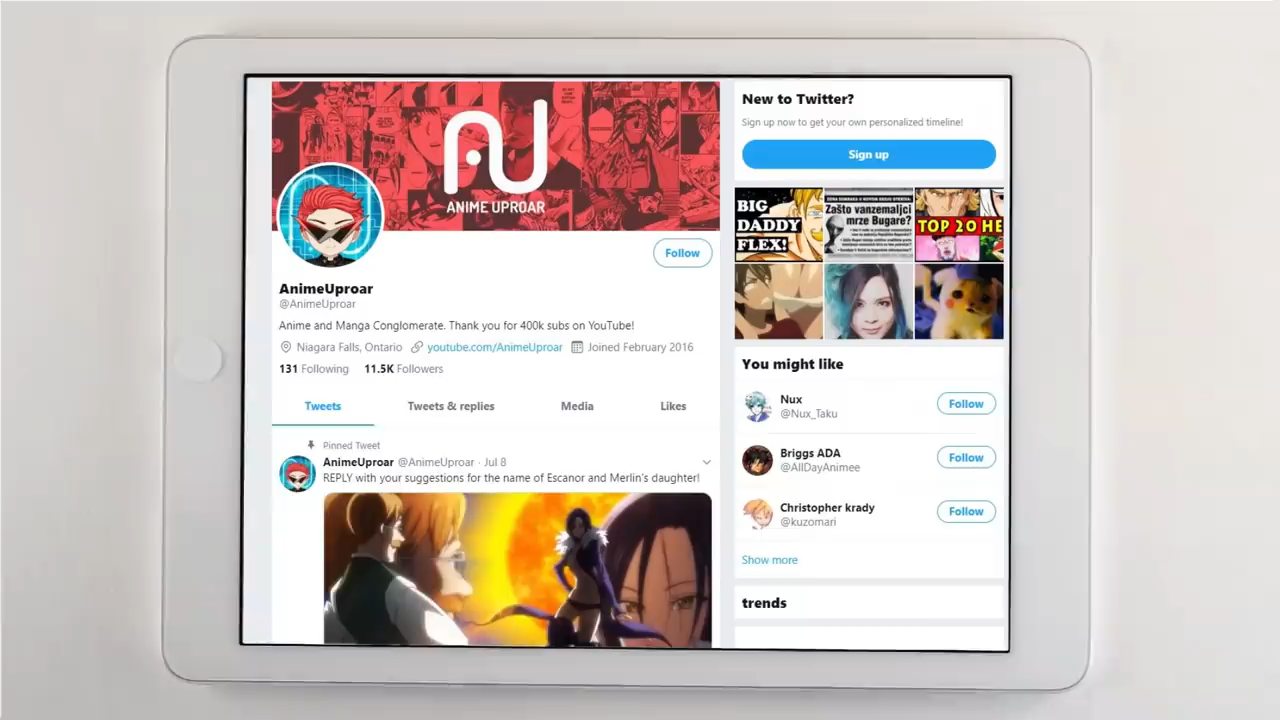 ANIME UPROAR
Follow
AnimeUproar
@AnimeUproar
Anime and Manga Conglomerate. Thank you for 400k subs on YouTube!
Niagara Falls, Ontario youtube.com/AnimeUproar Joined February 2016
131 Following 11.5K Followers
Tweets Tweets & replies Media Likes
Pinned Tweet
AnimeUproar @AnimeUproar · Jul 8
REPLY with your suggestions for the name of Escanor and Merlin's daughter!
New to Twitter?
Sign up now to get your own personalized timeline!
Sign up
BIG
DADDY
FLEX!
Zašto vanzemaljci
mrze Bugare?
TOP 20 HE
You might like
Nux
@Nux_Taku
Follow
Briggs ADA
@AllDayAnimee
Follow
Christopher krady
@kuzomari
Follow
Show more
trends